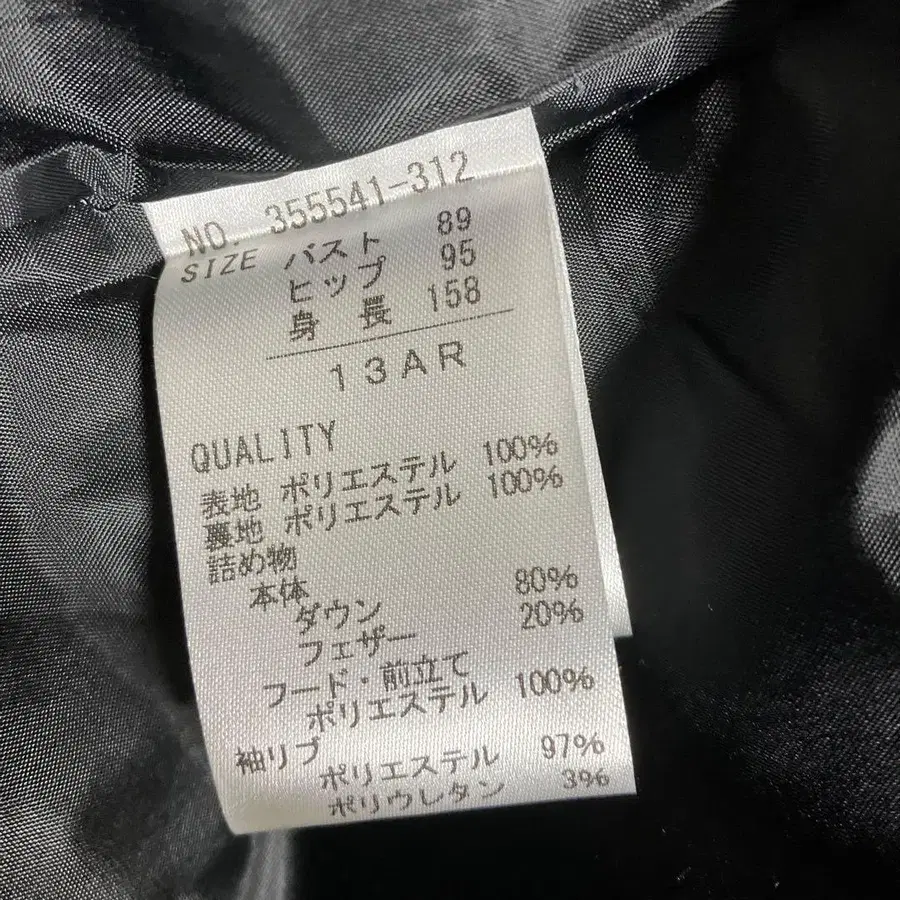 NO. 355541-312
SIZE バスト 89
ヒップ 95
身長 158
13AR
QUALITY
表地 ポリエステル 100%
裏地 ポリエステル 100%
詰め物
本体
ダウン 80%
フェザー 20%
フード・前立て
ポリエステル 100%
袖リブ
ポリエステル 97%
ポリウレタン 3%